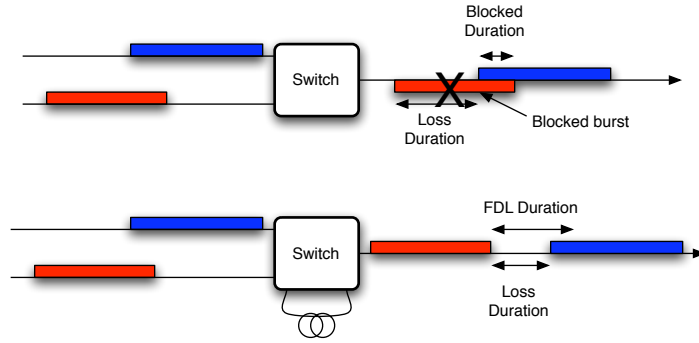 Blocked
Duration
Switch
Loss
Duration
Blocked burst
FDL Duration
Switch
Loss
Duration